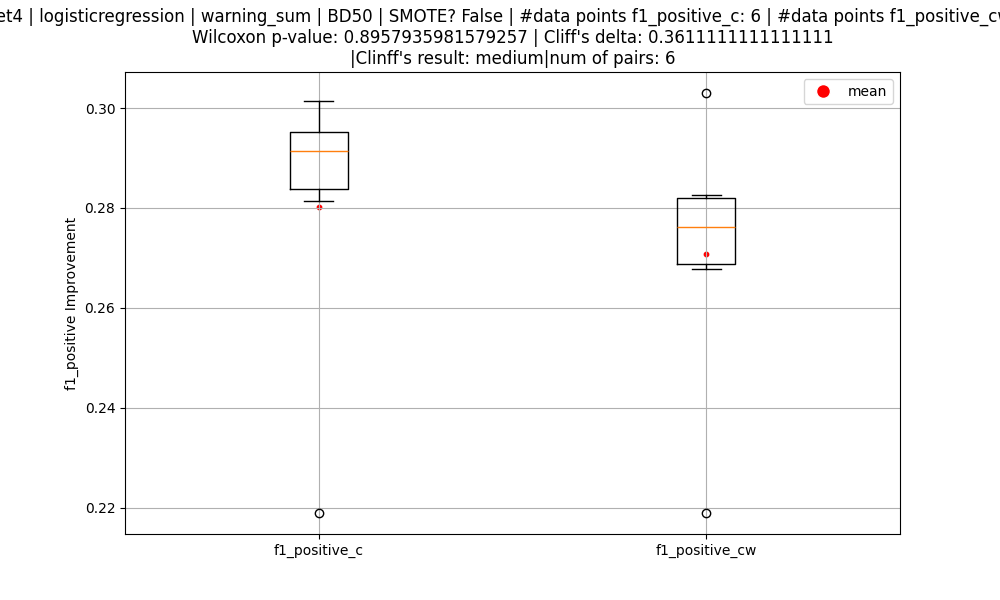 et4 | logisticregression | warning_sum | BD50 | SMOTE? False | #data points f1_positive_c: 6 | #data points f1_positive_cw
Wilcoxon p-value: 0.8957935981579257 | Cliff's delta: 0.3611111111111111
|Clinff's result: medium|num of pairs: 6
mean
0.30
0.28
0.26
0.24
0.22
f1_positive Improvement
f1_positive_c
f1_positive_cw